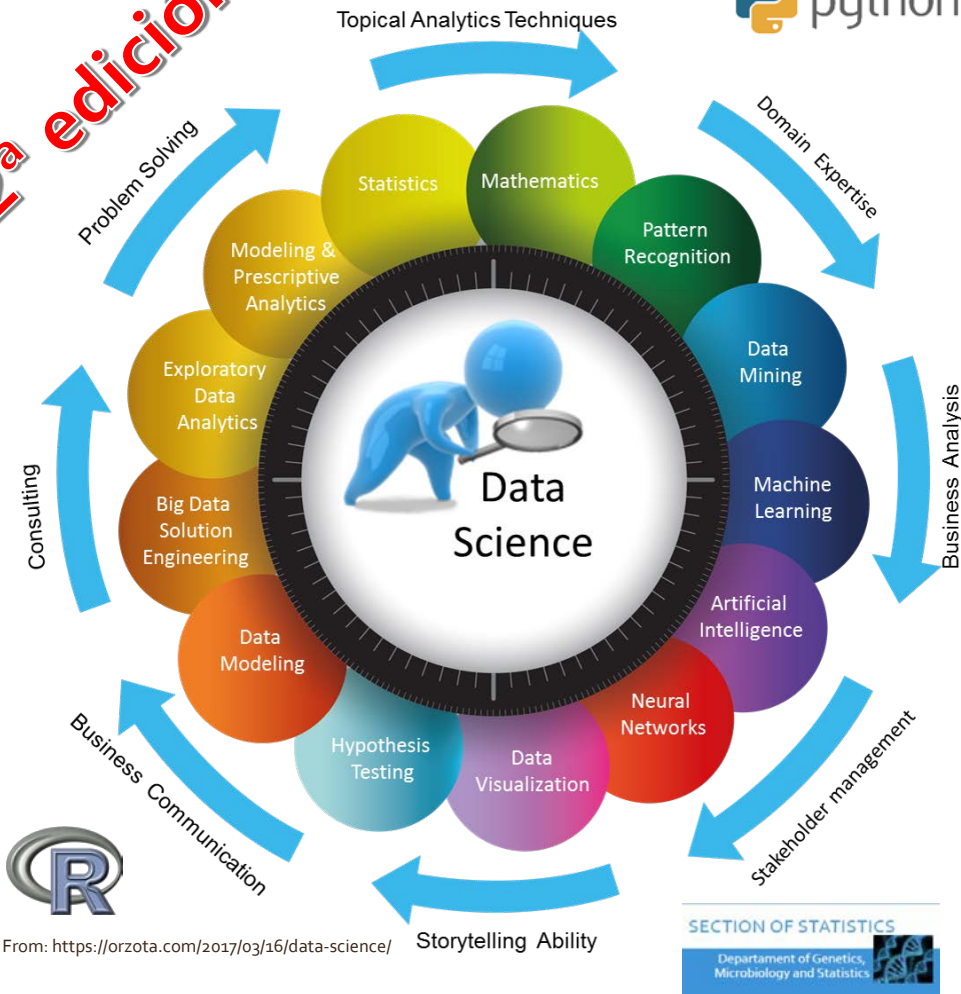 Topical Analytics Techniques
python
2ª edición
Problem Solving
Domain Expertise
Statistics
Mathematics
Modeling &
Prescriptive
Analytics
Pattern
Recognition
Exploratory
Data
Analytics
Data
Mining
Business Analysis
Consulting
Big Data
Solution
Engineering
Data
Science
Machine
Learning
Data
Modeling
Artificial
Intelligence
Hypothesis
Testing
Data
Visualization
Neural
Networks
Business Communication
Stakeholder management
R
From: https://orzota.com/2017/03/16/data-science/
Storytelling Ability
SECTION OF STATISTICS
Departament of Genetics,
Microbiology and Statistics